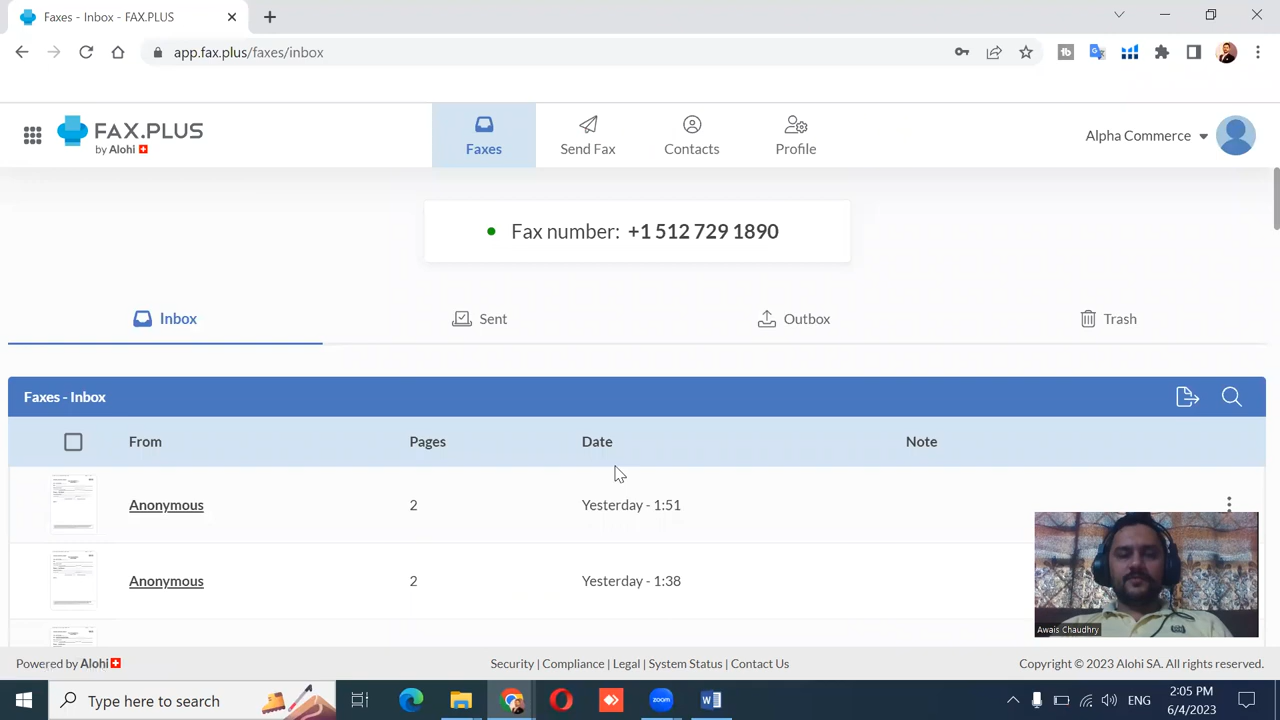 Faxes - Inbox - FAX.PLUS
app.fax.plus/faxes/inbox
tb
FAX.PLUS
by Alohi
Faxes
Send Fax
Contacts
Profile
Alpha Commerce
Fax number: +1 512 729 1890
Inbox
Sent
Outbox
Trash
Faxes - Inbox
From Pages Date Note
Anonymous 2 Yesterday - 1:51
Anonymous 2 Yesterday - 1:38
Awais Chaudhry
Powered by Alohi
Security | Compliance | Legal | System Status | Contact Us
Copyright © 2023 Alohi SA. All rights reserved.
Type here to search
zoom
W
ENG
2:05 PM
6/4/2023